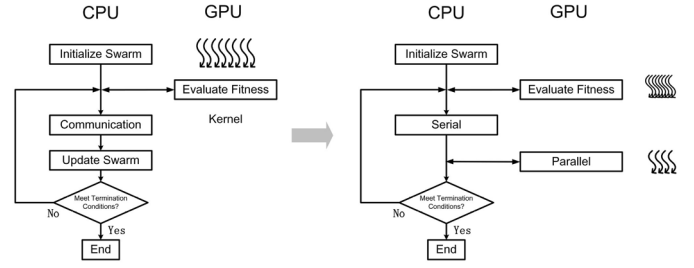 CPU
GPU
CPU
GPU
Initialize Swarm
Evaluate Fitness
Kernel
Communication
Update Swarm
Meet Termination
Conditions?
No
Yes
End
Initialize Swarm
Evaluate Fitness
Serial
Parallel
Meet Termination
Conditions?
No
Yes
End